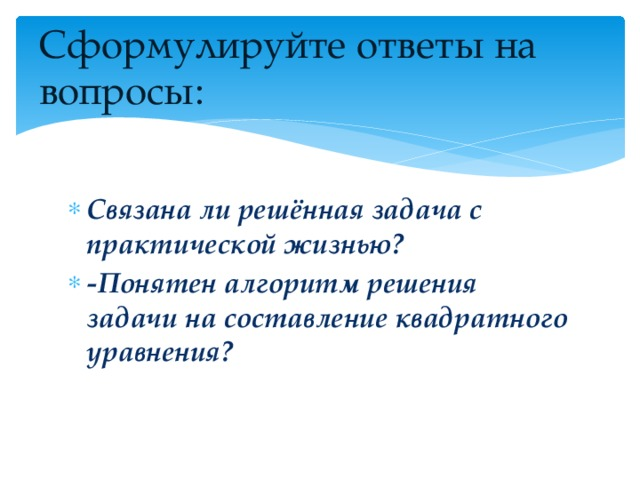 Сформулируйте ответы на
вопросы:
* Связана ли решённая задача с
практической жизнью?
* -Понятен алгоритм решения
задачи на составление квадратного
уравнения?